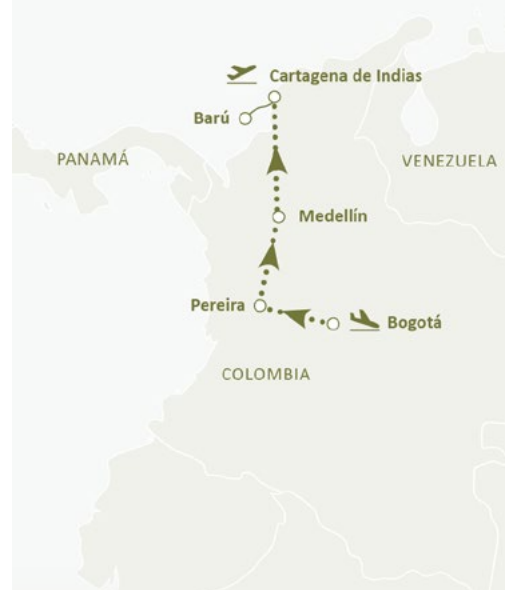 Cartagena de Indias
Barú
PANAMÁ
VENEZUELA
Medellín
Pereira
Bogotá
COLOMBIA